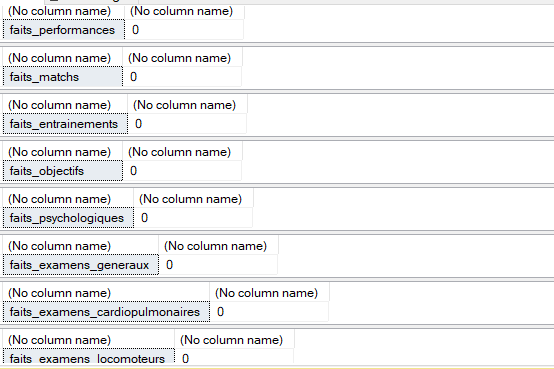 (No column name) (No column name)
faits_performances 0
(No column name) (No column name)
faits_matchs 0
(No column name) (No column name)
faits_entrainements 0
(No column name) (No column name)
faits_objectifs 0
(No column name) (No column name)
faits_psychologiques 0
(No column name) (No column name)
faits_examens_generaux 0
(No column name) (No column name)
faits_examens_cardiopulmonaires 0
(No column name) (No column name)
faits_examens_locomoteurs 0